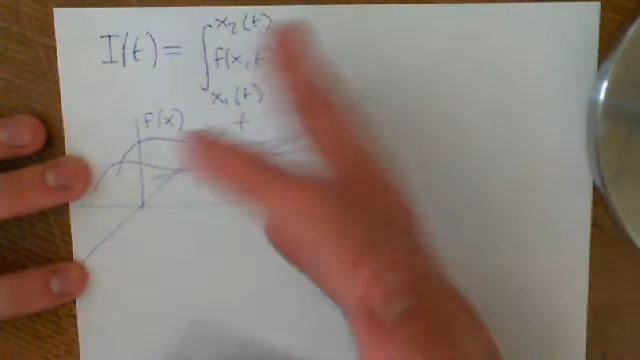 x₂(t)
I(t) = ∫ f(x, t
x₁(t)
f(x)
t